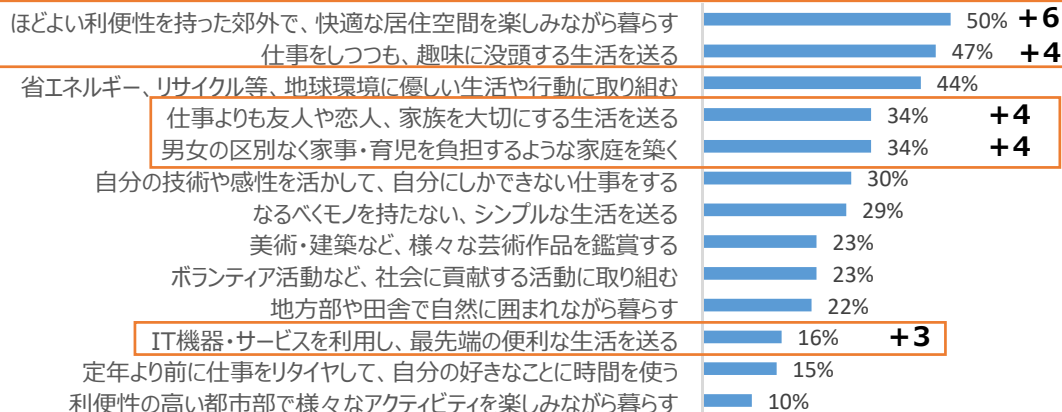 ほどよい利便性を持った郊外で、快適な居住空間を楽しみながら暮らす 50% +6
仕事をしつつも、趣味に没頭する生活を送る 47% +4
省エネルギー、リサイクル等、地球環境に優しい生活や行動に取り組む 44%
仕事よりも友人や恋人、家族を大切にする生活を送る 34% +4
男女の区別なく家事・育児を負担するような家庭を築く 34% +4
自分の技術や感性を活かして、自分にしかできない仕事をする 30%
なるべくモノを持たない、シンプルな生活を送る 29%
美術・建築など、様々な芸術作品を鑑賞する 23%
ボランティア活動など、社会に貢献する活動に取り組む 23%
地方部や田舎で自然に囲まれながら暮らす 22%
IT機器・サービスを利用し、最先端の便利な生活を送る 16% +3
定年より前に仕事をリタイヤして、自分の好きなことに時間を使う 15%
利便性の高い都市部で様々なアクティビティを楽しみながら暮らす 10%